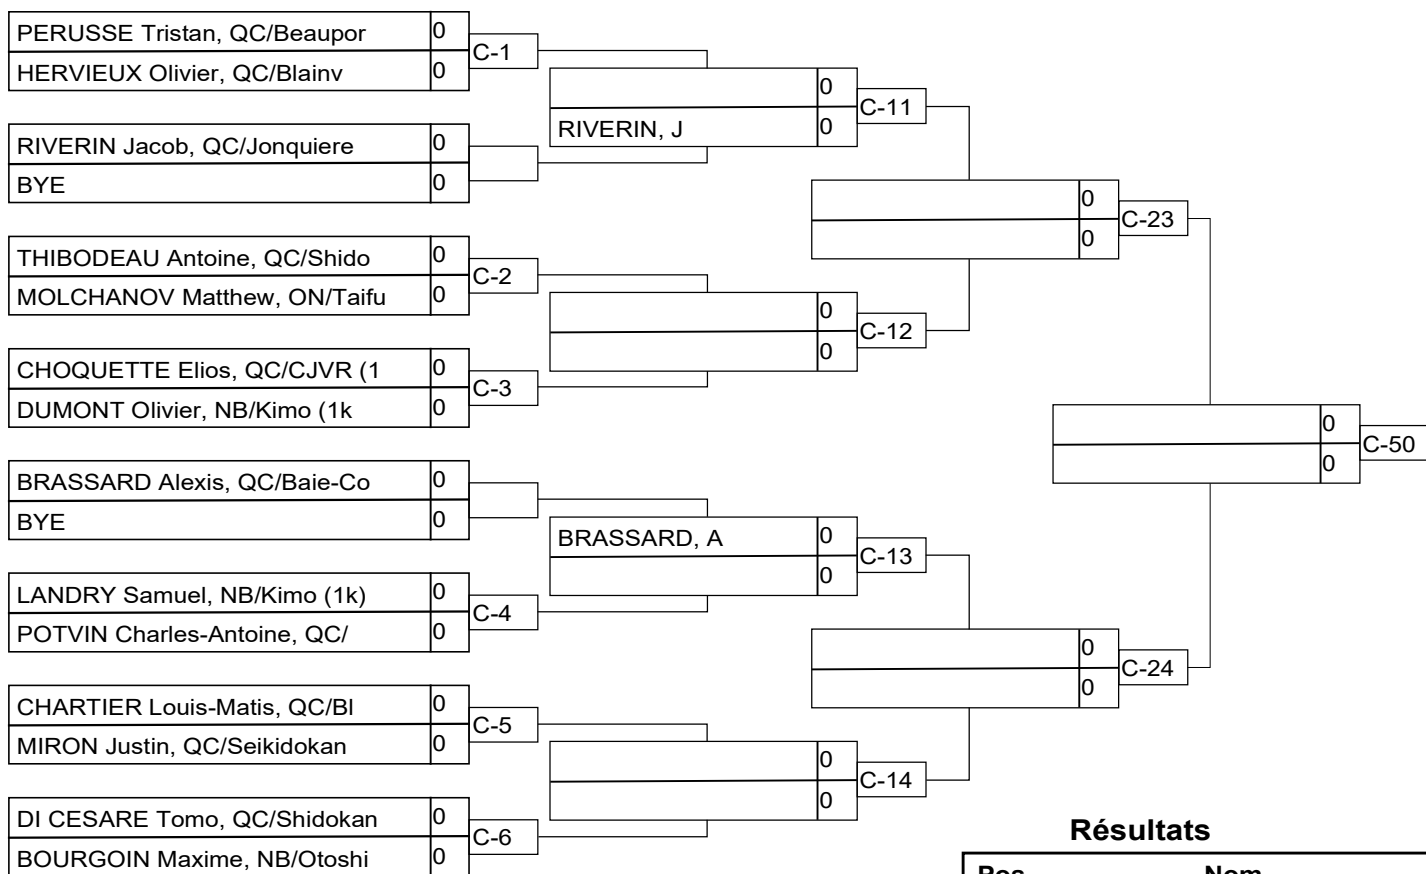 PERUSSE Tristan, QC/Beaupor 0
HERVIEUX Olivier, QC/Blainv 0
C-1
RIVERIN Jacob, QC/Jonquiere 0
BYE 0
THIBODEAU Antoine, QC/Shido 0
MOLCHANOV Matthew, ON/Taifu 0
C-2
CHOQUETTE Elios, QC/CJVR (1 0
DUMONT Olivier, NB/Kimo (1k 0
C-3
BRASSARD Alexis, QC/Baie-Co 0
BYE 0
LANDRY Samuel, NB/Kimo (1k) 0
POTVIN Charles-Antoine, QC/ 0
C-4
CHARTIER Louis-Matis, QC/Bl 0
MIRON Justin, QC/Seikidokan 0
C-5
DI CESARE Tomo, QC/Shidokan 0
BOURGOIN Maxime, NB/Otoshi 0
C-6
0
RIVERIN, J 0
C-11
0
0
C-12
BRASSARD, A 0
0
C-13
0
0
C-14
0
0
C-23
0
0
C-24
0
0
C-50
Résultats
Pos Nom